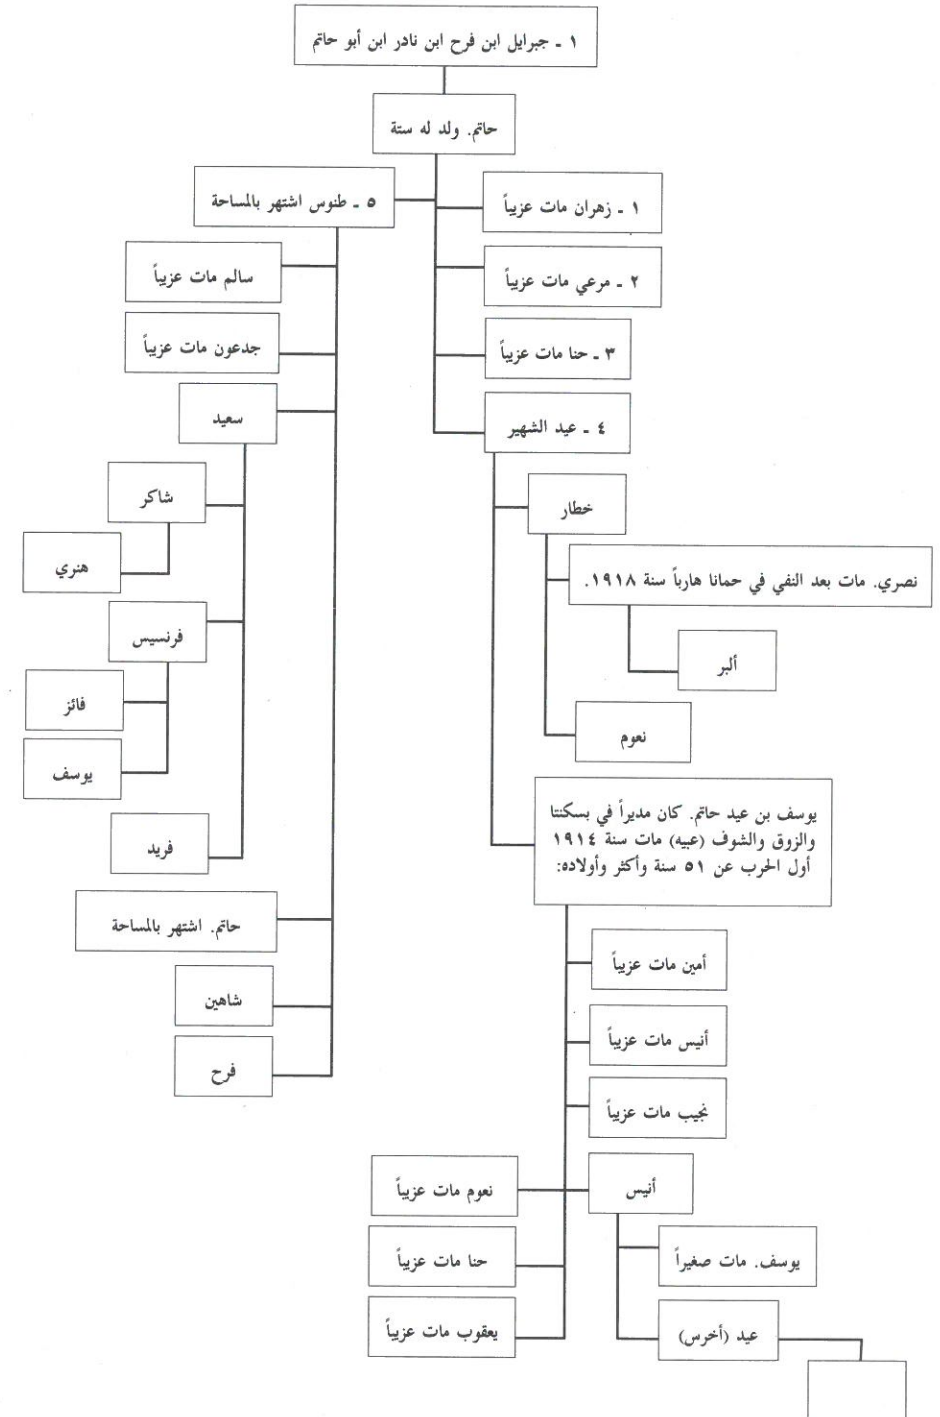 ١ ـ جبرايل ابن فرح ابن نادر ابن أبو حاتم
حاتم. ولد له ستة
١ ـ زهران مات عزيباً
٢ ـ مرعي مات عزيباً
٣ ـ حنا مات عزيباً
٤ ـ عيد الشهير
خطار
نصري. مات بعد النفي في حمانا هارباً سنة ١٩١٨.
ألبر
نعوم
يوسف بن عيد حاتم. كان مديراً في بسكنتا
والزوق والشوف (عبيه) مات سنة ١٩١٤
أول الحرب عن ٥١ سنة وأكثر وأولاده:
أمين مات عزيباً
أنيس مات عزيباً
نجيب مات عزيباً
أنيس
يوسف. مات صغيراً
عيد (أخرس)
نعوم مات عزيباً
حنا مات عزيباً
يعقوب مات عزيباً
٥ ـ طنوس اشتهر بالمساحة
سالم مات عزيباً
جدعون مات عزيباً
سعيد
شاكر
هنري
فرنسيس
فائز
يوسف
فريد
حاتم. اشتهر بالمساحة
شاهين
فرح